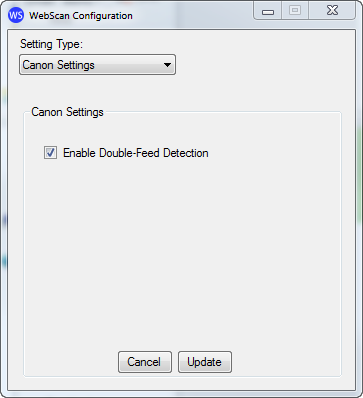 WS WebScan Configuration
Setting Type:
Canon Settings
Canon Settings
Enable Double-Feed Detection
Cancel Update